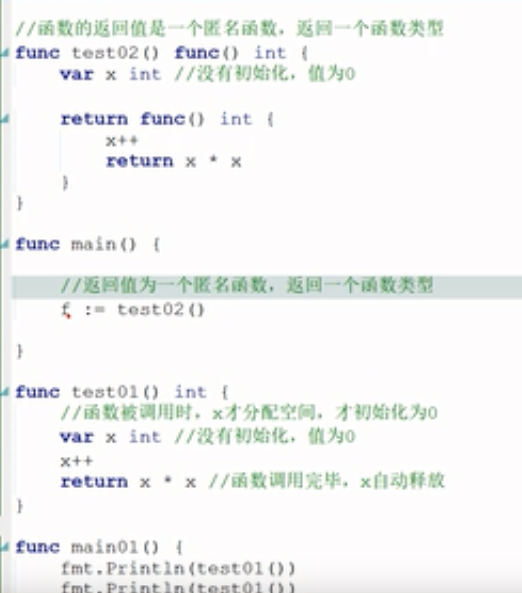 //函数的返回值是一个匿名函数，返回一个函数类型
func test02() func() int {
    var x int //没有初始化，值为0

    return func() int {
        x++
        return x * x
    }
}

func main() {

    //返回值为一个匿名函数，返回一个函数类型
    f := test02()

}

func test01() int {
    //函数被调用时，x才分配空间，才初始化为0
    var x int //没有初始化，值为0
    x++
    return x * x //函数调用完毕，x自动释放
}

func main01() {
    fmt.Println(test01())
    fmt.Println(test01())